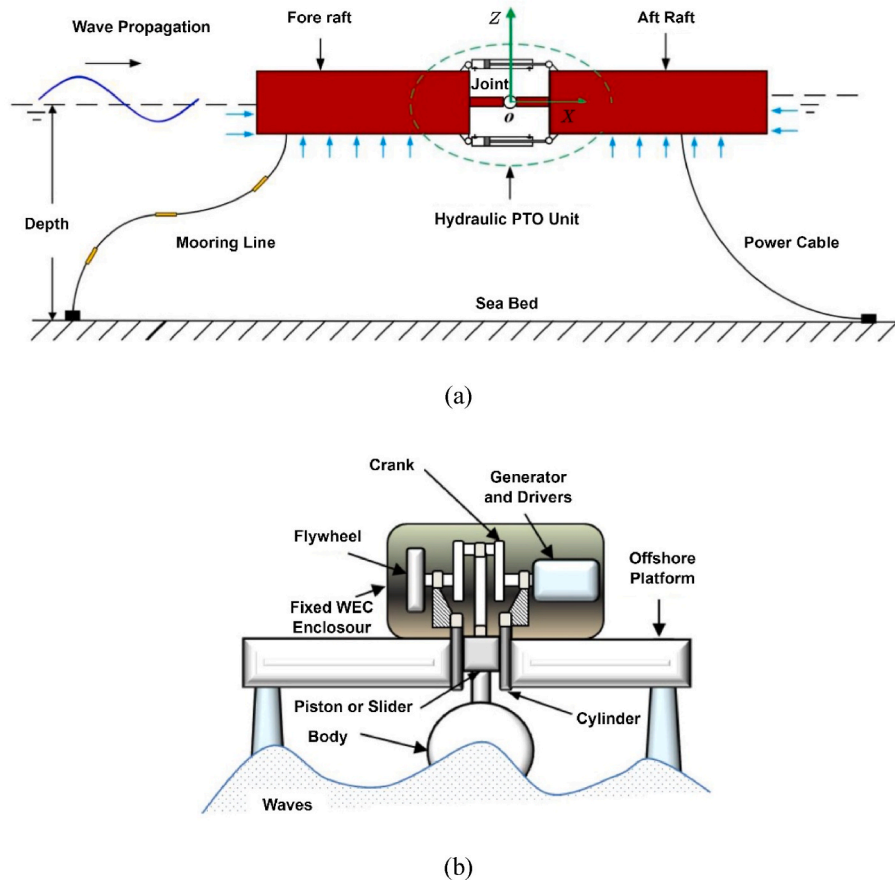 Wave Propagation
Fore raft
Z
Aft Raft
Joint
o
X
Depth
Mooring Line
Hydraulic PTO Unit
Power Cable
Sea Bed
(a)
Crank
Generator
and Drivers
Flywheel
Offshore
Platform
Fixed WEC
Enclosour
Piston or Slider
Cylinder
Body
Waves
(b)